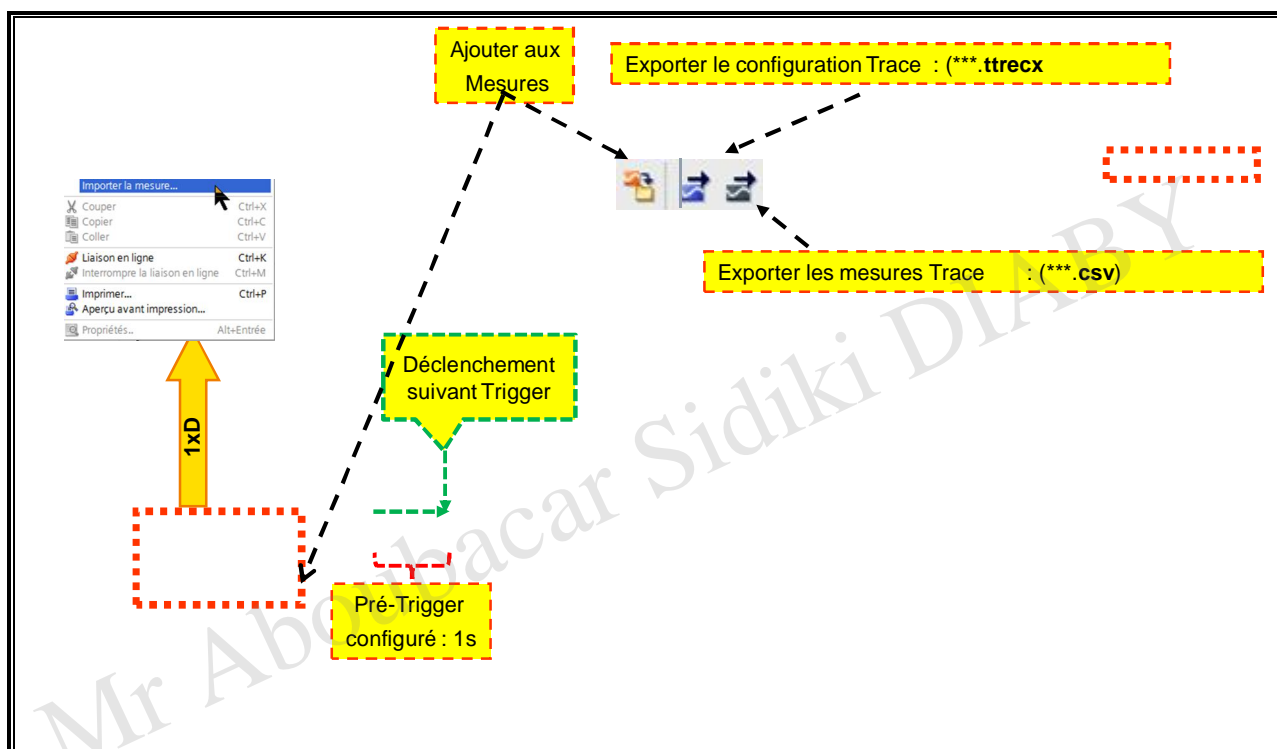 Ajouter aux
Mesures
Exporter le configuration Trace : (***.ttrecx
Importer la mesure...
Couper Ctrl+X
Copier Ctrl+C
Coller Ctrl+V
Liaison en ligne Ctrl+K
Interrompre la liaison en ligne Ctrl+M
Imprimer... Ctrl+P
Aperçu avant impression...
Propriétés.. Alt+Entrée
Exporter les mesures Trace : (***.csv)
Déclenchement
suivant Trigger
1xD
Pré-Trigger
configuré : 1s
Mr Aboubacar Sidiki DIABY